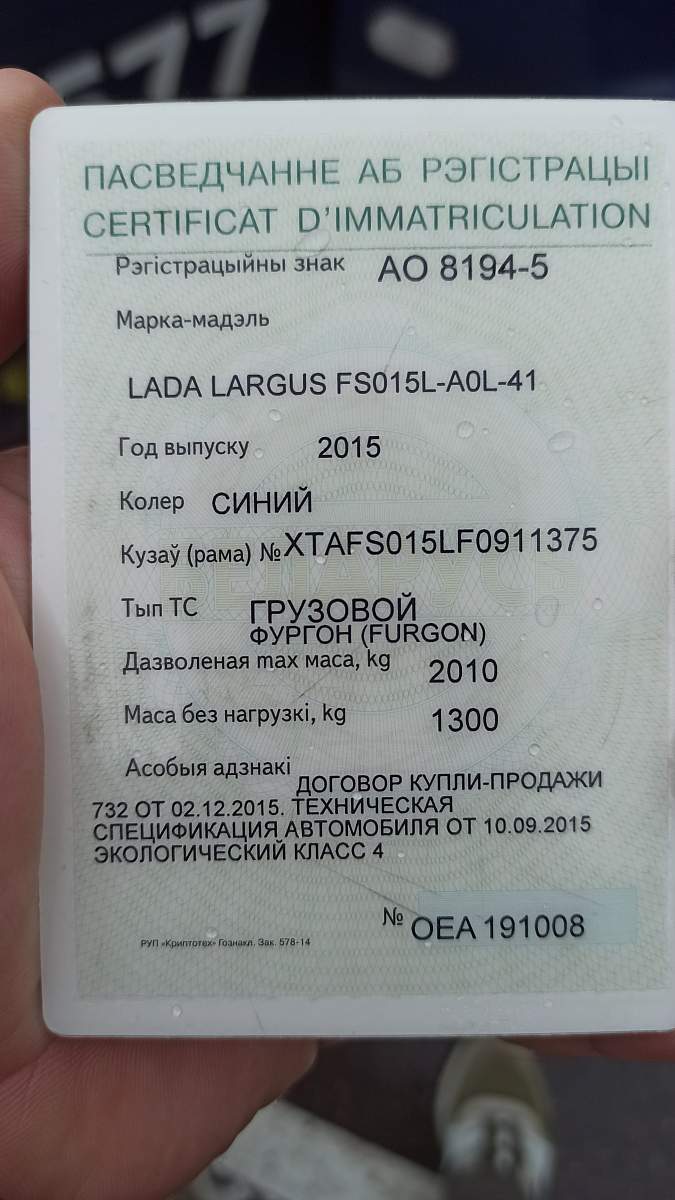 577
ПАСВЕДЧАННЕ АБ РЭГІСТРАЦЫІ
CERTIFICAT D'IMMATRICULATION
Рэгістрацыйны знак АО 8194-5
Марка-мадэль
LADA LARGUS FS015L-A0L-41
Год выпуску 2015
Колер СИНИЙ
Кузаў (рама) № XTAFS015LF0911375
Тып ТС ГРУЗОВОЙ
ФУРГОН (FURGON)
Дазволеная max маса, kg 2010
Маса без нагрузкі, kg 1300
Асобыя адзнакі ДОГОВОР КУПЛИ-ПРОДАЖИ
732 ОТ 02.12.2015. ТЕХНИЧЕСКАЯ
СПЕЦИФИКАЦИЯ АВТОМОБИЛЯ ОТ 10.09.2015
ЭКОЛОГИЧЕСКИЙ КЛАСС 4
№ OEA 191008
РУП «Криптотех» Гознака. Зак. 578-14